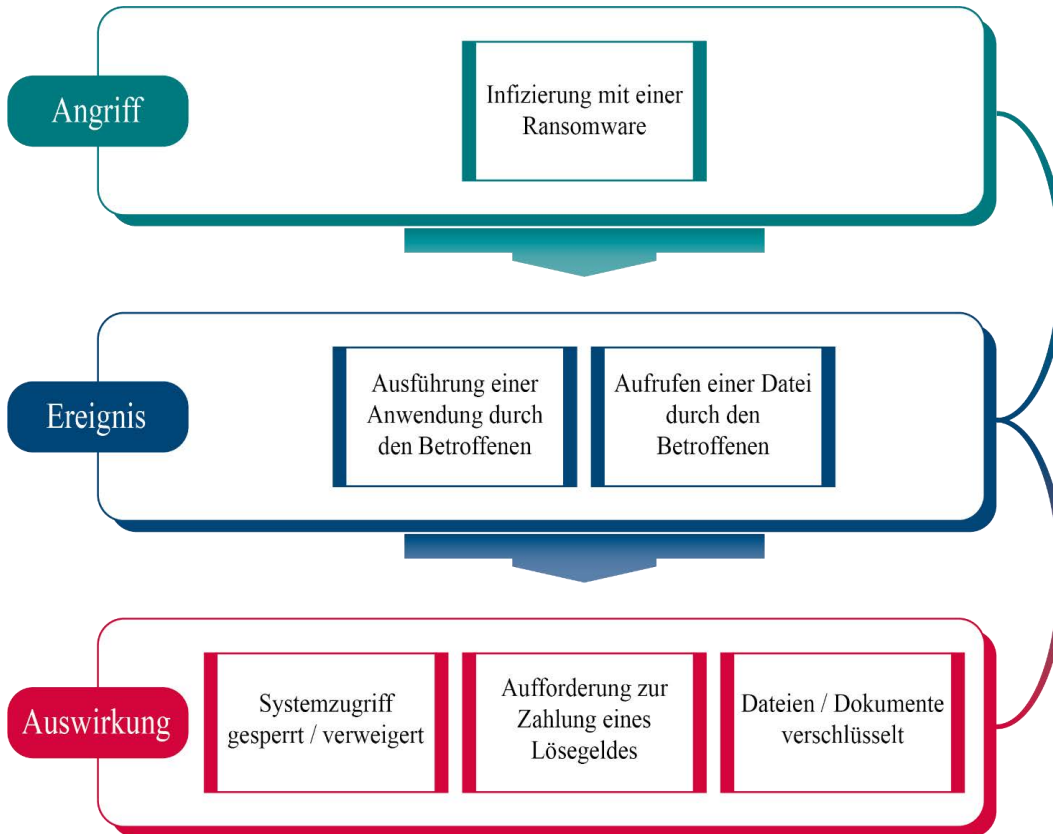 Angriff
Infizierung mit einer
Ransomware
Ereignis
Ausführung einer
Anwendung durch
den Betroffenen
Aufrufen einer Datei
durch den
Betroffenen
Auswirkung
Systemzugriff
gesperrt / verweigert
Aufforderung zur
Zahlung eines
Lösegeldes
Dateien / Dokumente
verschlüsselt